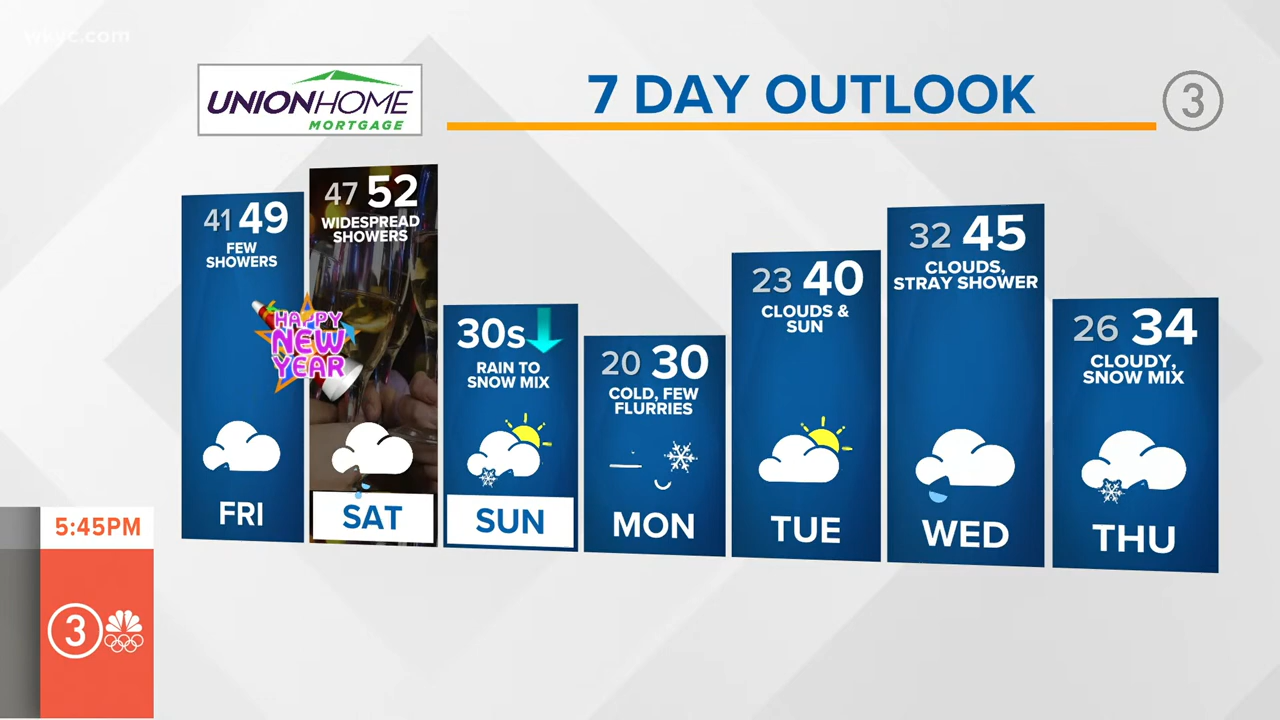 wkyc.com
UNIONHOME
MORTGAGE
7 DAY OUTLOOK
3
41 49
FEW
SHOWERS
HAPPY
NEW
YEAR
FRI
47 52
WIDESPREAD
SHOWERS
SAT
30s
RAIN TO
SNOW MIX
SUN
20 30
COLD, FEW
FLURRIES
MON
23 40
CLOUDS &
SUN
TUE
32 45
CLOUDS,
STRAY SHOWER
WED
26 34
CLOUDY,
SNOW MIX
THU
5:45PM
3